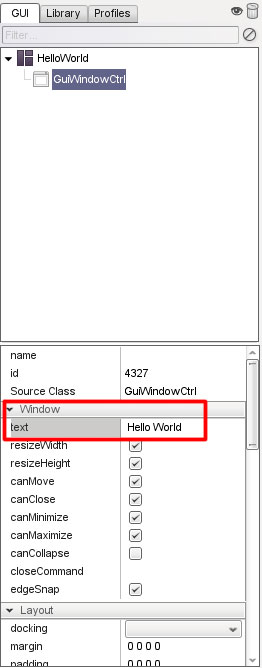 GUI Library Profiles
Filter...
HelloWorld
GuiWindowCtrl
name
id 4327
Source Class GuiWindowCtrl
Window
text Hello World
resizeWidth
resizeHeight
canMove
canClose
canMinimize
canMaximize
canCollapse
closeCommand
edgeSnap
Layout
docking
margin 0 0 0 0
padding 0 0 0 0